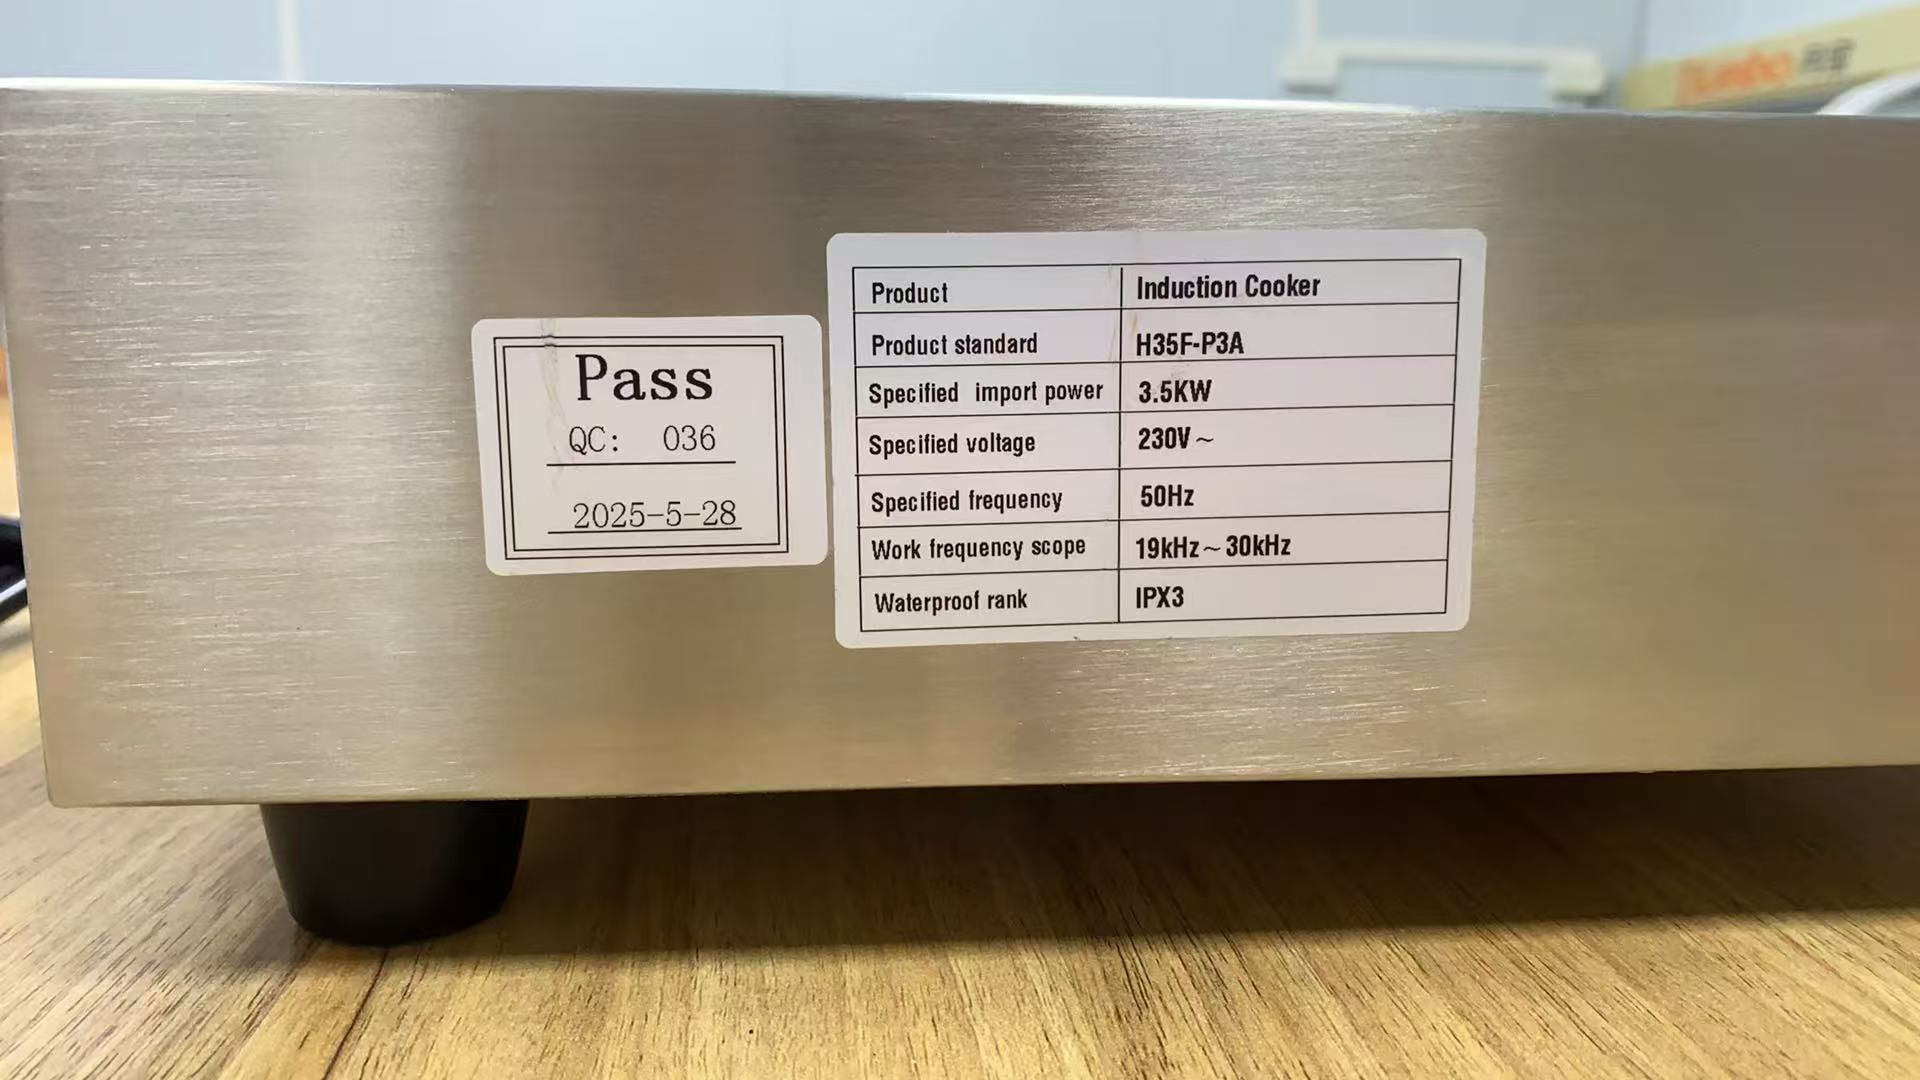 Pass
QC: 036
2025-5-28
Product Induction Cooker
Product standard H35F-P3A
Specified import power 3.5KW
Specified voltage 230V~
Specified frequency 50Hz
Work frequency scope 19kHz~30kHz
Waterproof rank IPX3